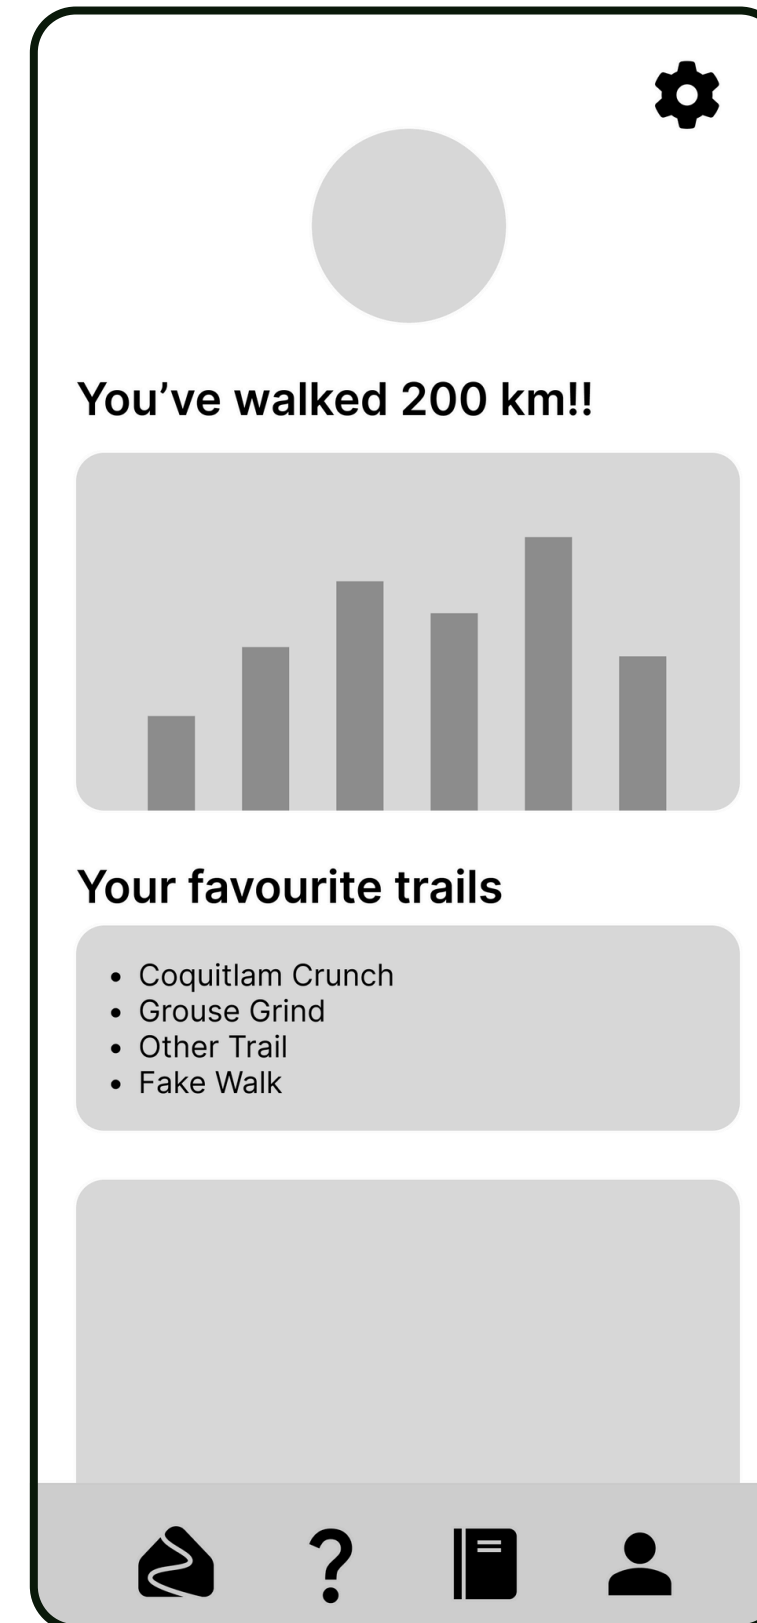 You’ve walked 200 km!!
Your favourite trails
• Coquitlam Crunch
• Grouse Grind
• Other Trail
• Fake Walk
?